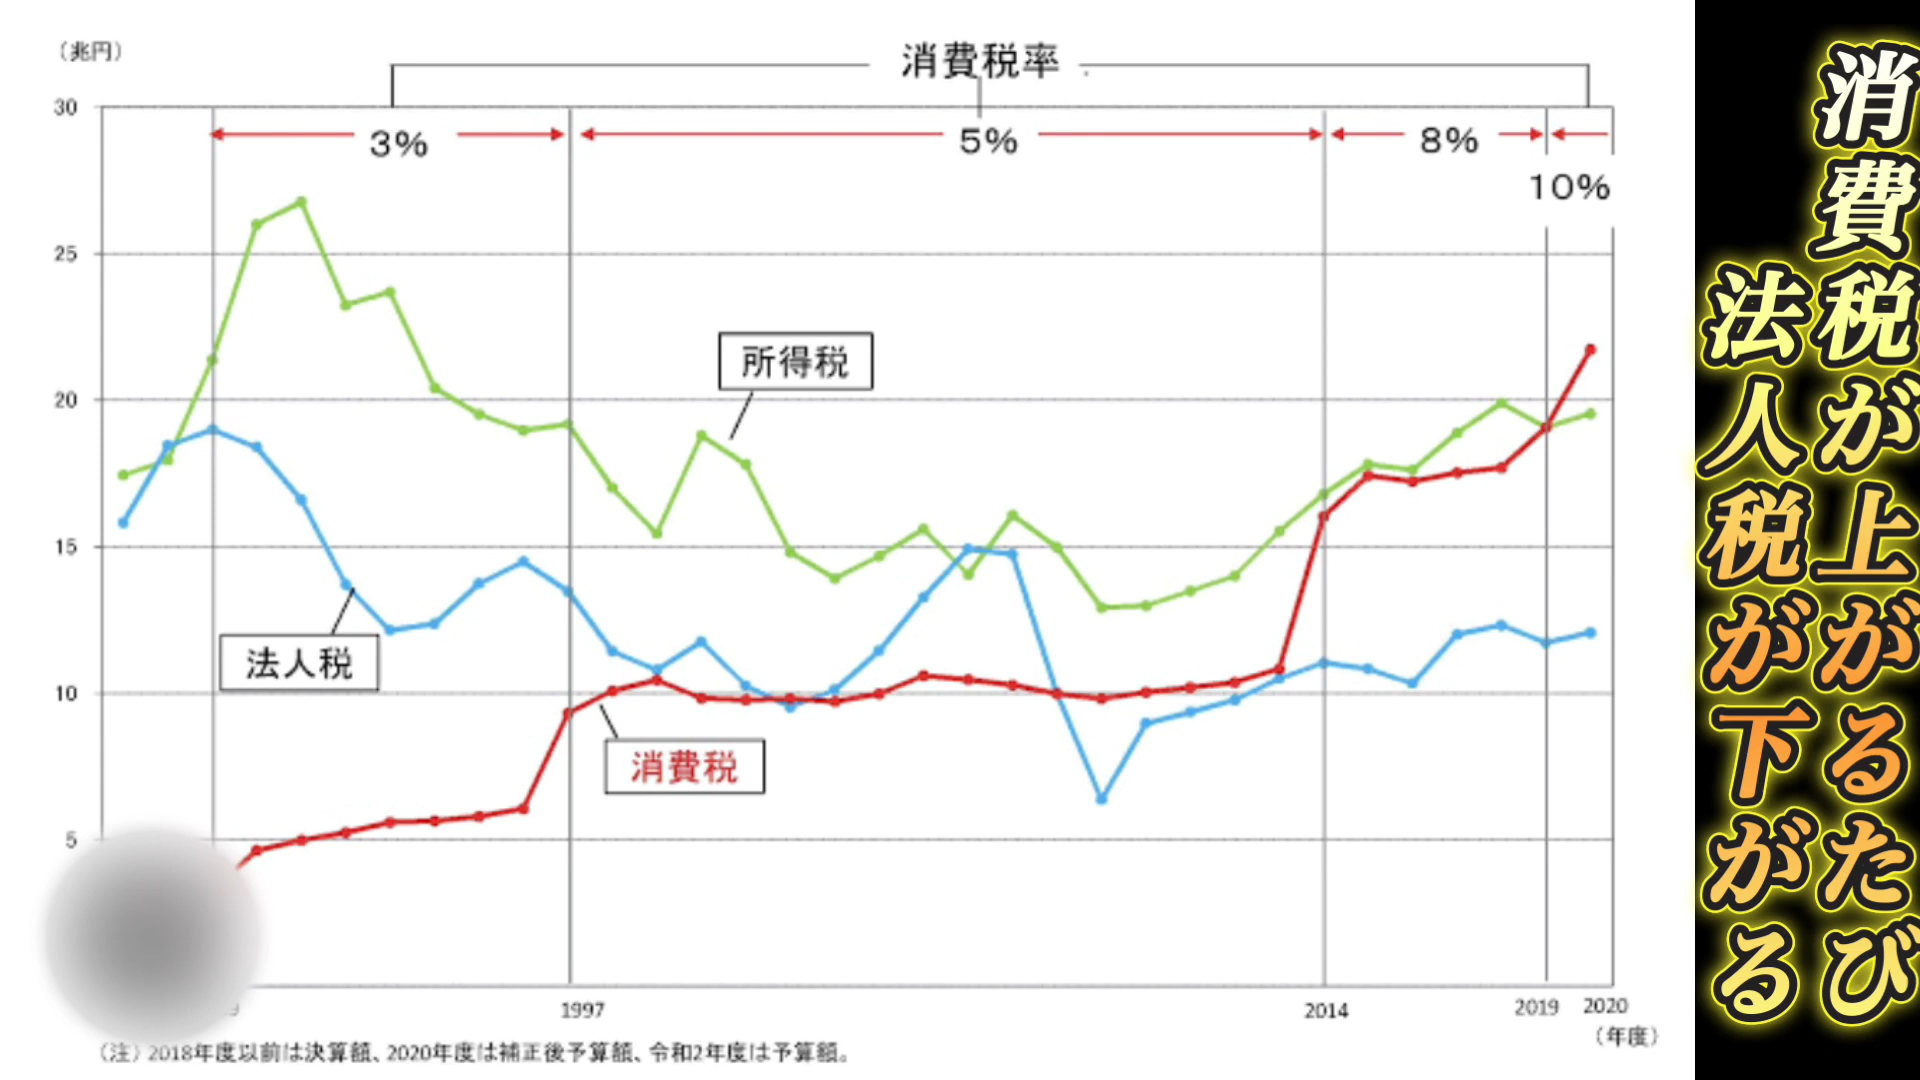 （兆円）
消費税率
30
3%
5%
8%
10%
25
所得税
20
15
法人税
10
消費税
5
1997
2014
2019
2020
（年度）
（注）2018年度以前は決算額、2020年度は補正後予算額、令和2年度は予算額。
消費税が上がるたび
法人税が下がる